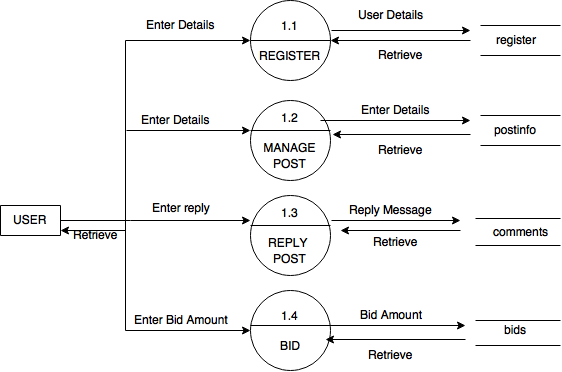 Enter Details
1.1
REGISTER
User Details
Retrieve
register
Enter Details
1.2
MANAGE
POST
Enter Details
Retrieve
postinfo
USER
Retrieve
Enter reply
1.3
REPLY
POST
Reply Message
Retrieve
comments
Enter Bid Amount
1.4
BID
Bid Amount
Retrieve
bids